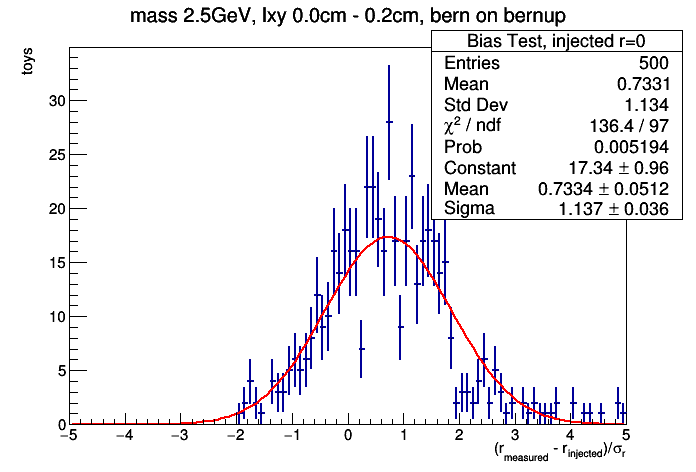 mass 2.5GeV, lxy 0.0cm - 0.2cm, bern on bernup
Bias Test, injected r=0
Entries 500
Mean 0.7331
Std Dev 1.134
χ² / ndf 136.4 / 97
Prob 0.005194
Constant 17.34 ± 0.96
Mean 0.7334 ± 0.0512
Sigma 1.137 ± 0.036
toys
30
25
20
15
10
5
0
−5 −4 −3 −2 −1 0 1 2 3 4 5
(r_measured - r_injected)/σ_r